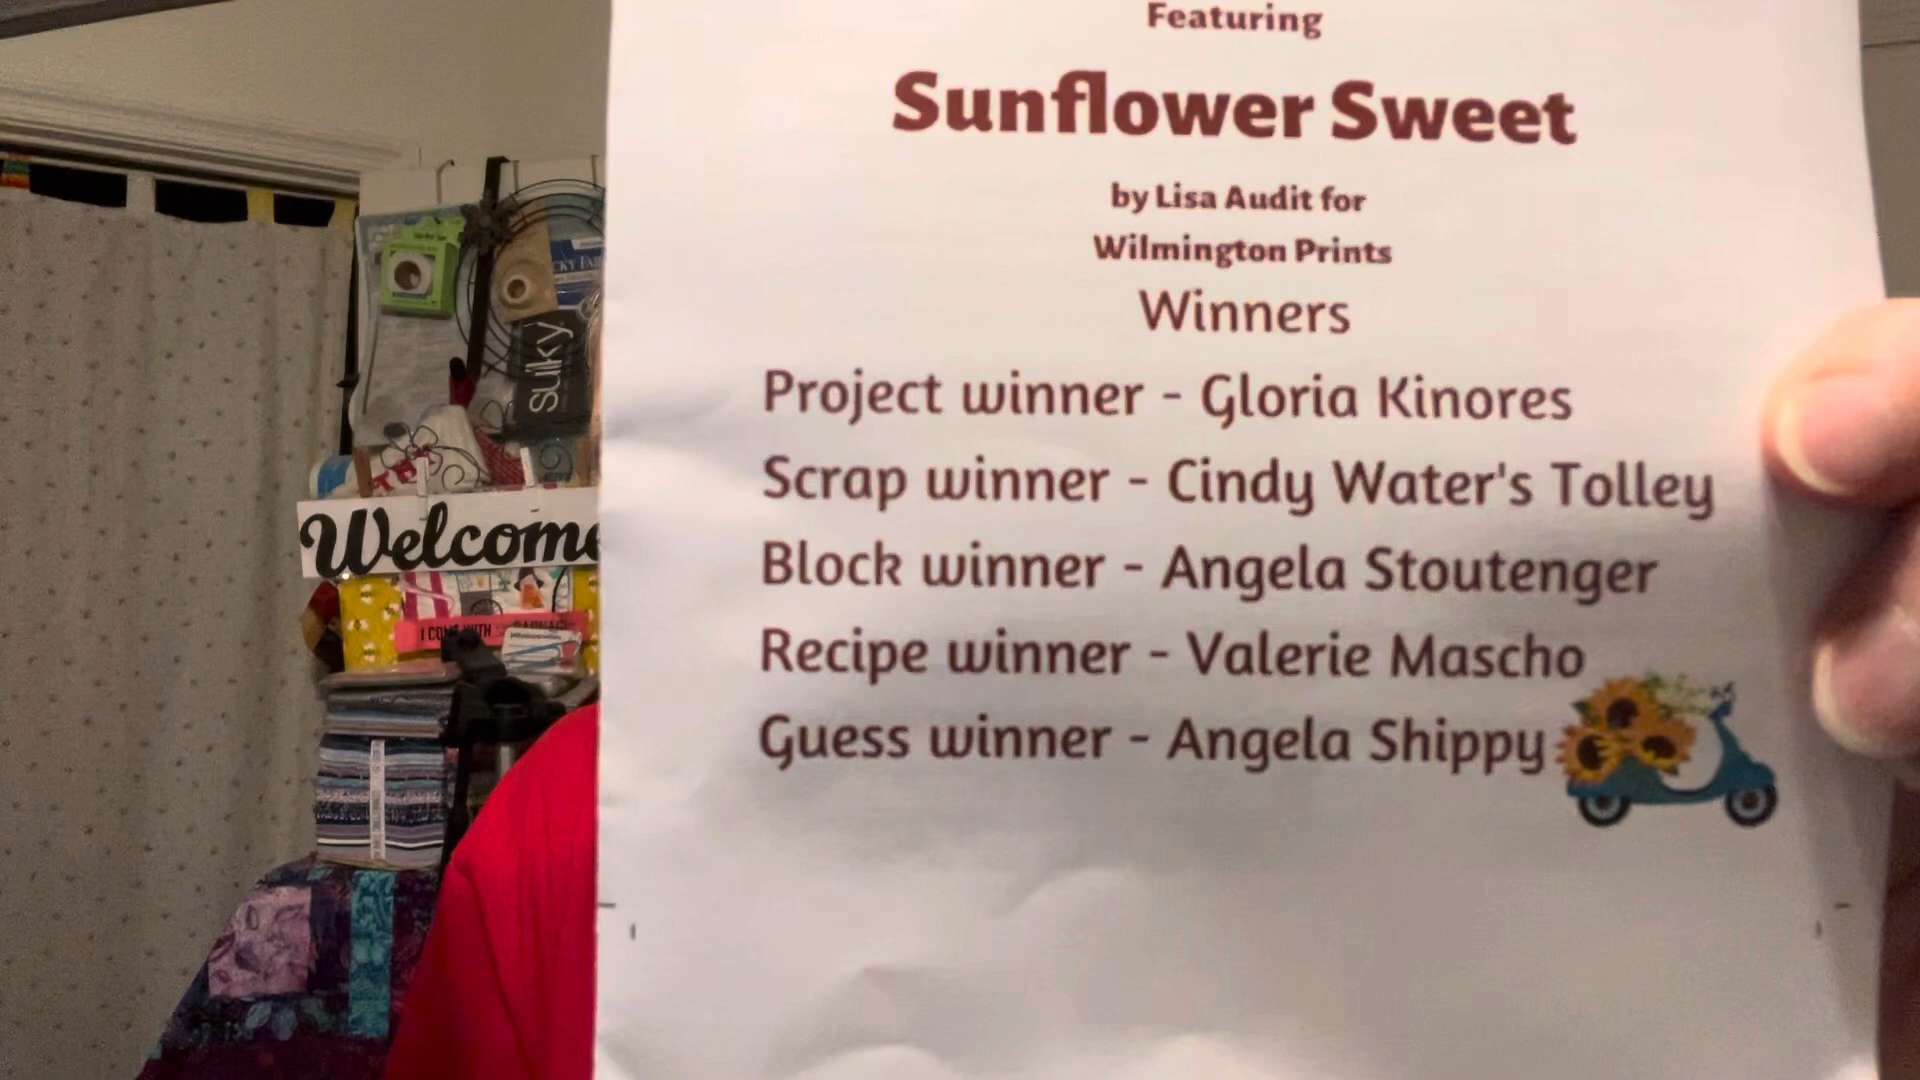 Featuring
Sunflower Sweet
by Lisa Audit for
Wilmington Prints
Winners
Project winner - Gloria Kinores
Scrap winner - Cindy Water's Tolley
Block winner - Angela Stoutenger
Recipe winner - Valerie Mascho
Guess winner - Angela Shippy
sulky
Welcome